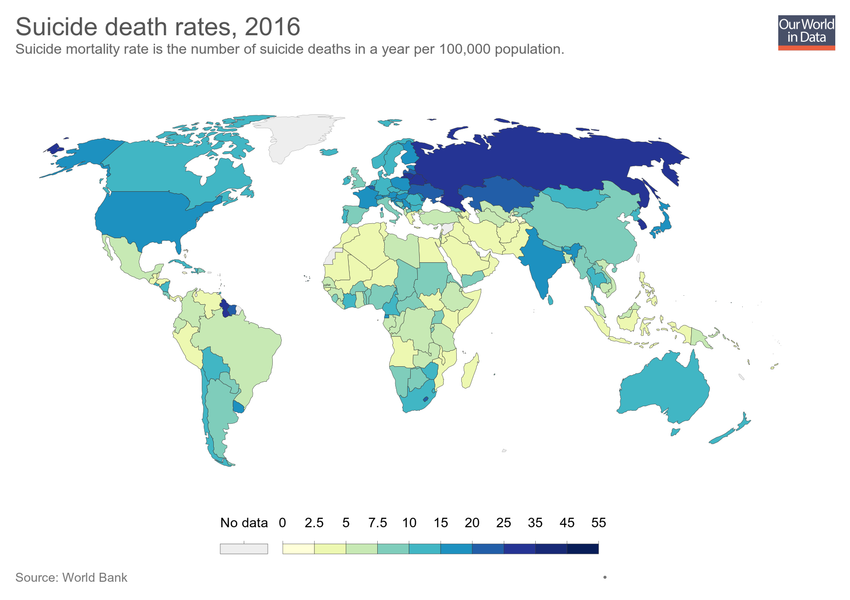 Suicide death rates, 2016
Suicide mortality rate is the number of suicide deaths in a year per 100,000 population.
Our World
in Data
No data 0 2.5 5 7.5 10 15 20 25 35 45 55
Source: World Bank